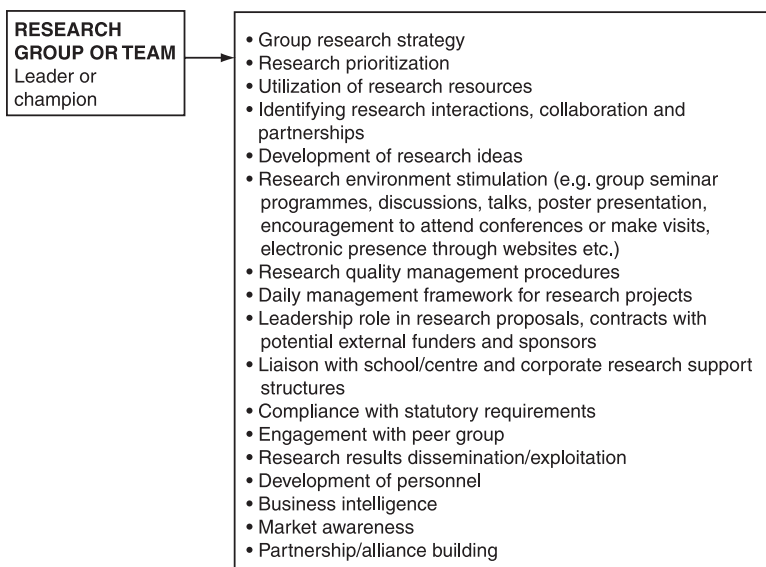 RESEARCH
GROUP OR TEAM
Leader or
champion
• Group research strategy
• Research prioritization
• Utilization of research resources
• Identifying research interactions, collaboration and
partnerships
• Development of research ideas
• Research environment stimulation (e.g. group seminar
programmes, discussions, talks, poster presentation,
encouragement to attend conferences or make visits,
electronic presence through websites etc.)
• Research quality management procedures
• Daily management framework for research projects
• Leadership role in research proposals, contracts with
potential external funders and sponsors
• Liaison with school/centre and corporate research support
structures
• Compliance with statutory requirements
• Engagement with peer group
• Research results dissemination/exploitation
• Development of personnel
• Business intelligence
• Market awareness
• Partnership/alliance building